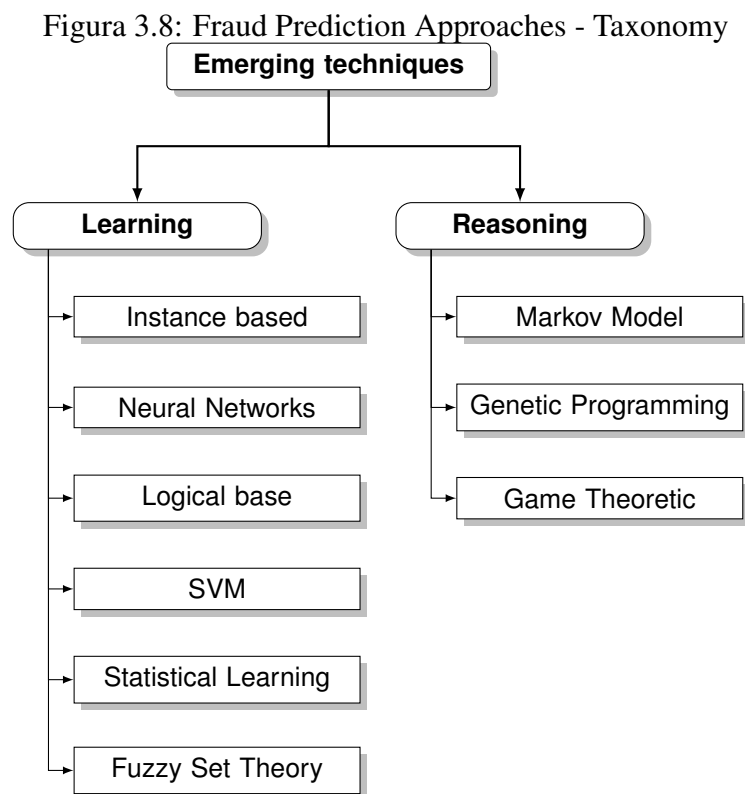 Figura 3.8: Fraud Prediction Approaches - Taxonomy
Emerging techniques
Learning
Instance based
Neural Networks
Logical base
SVM
Statistical Learning
Fuzzy Set Theory
Reasoning
Markov Model
Genetic Programming
Game Theoretic